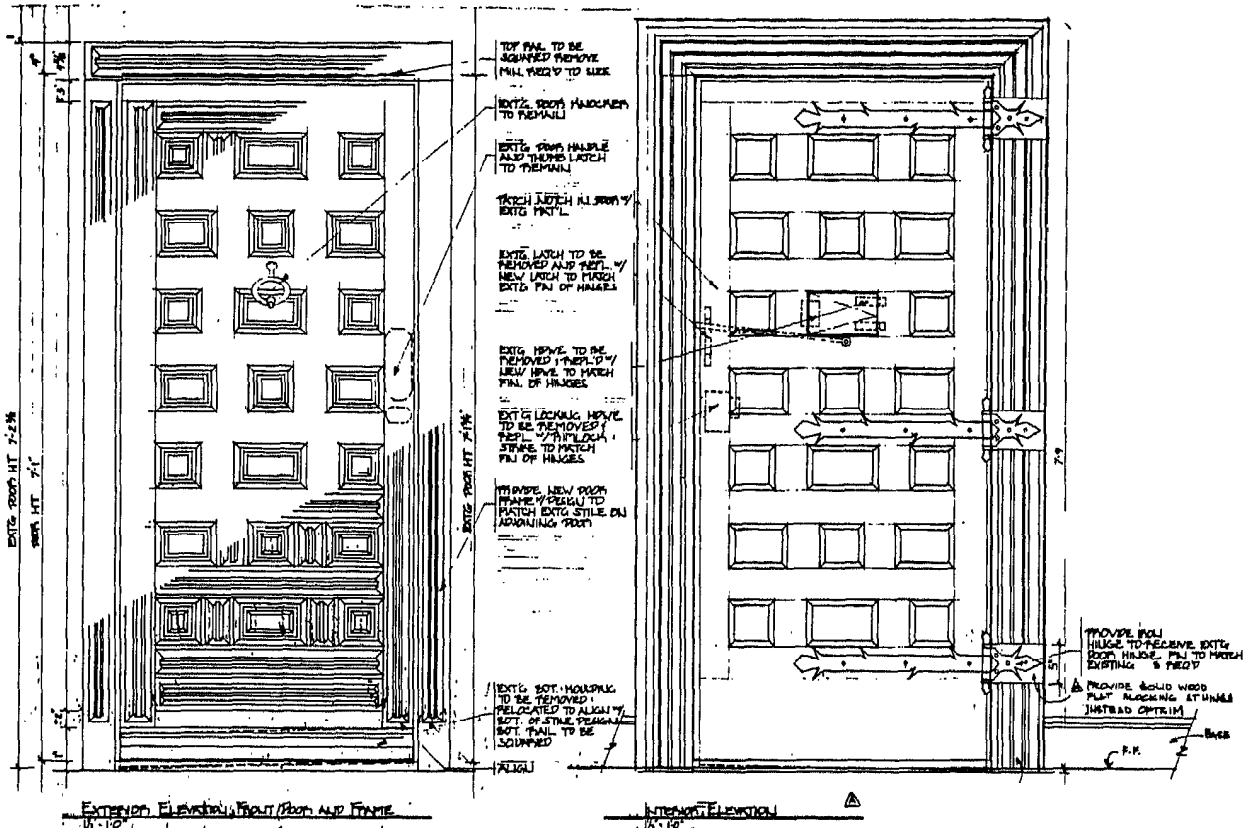 TOP RAIL TO BE
SQUARED REMOVE
MIN. REQ'D TO SIZE
EXT'G DOOR KNOCKER
TO REMAIN
EXT'G DOOR HANDLE
AND THUMB LATCH
TO REMAIN
PATCH NOTCH IN DOOR W/
EXT'G MAT'L
EXT'G LATCH TO BE
REMOVED AND REPL. W/
NEW LATCH TO MATCH
EXT'G FIN OF HINGES
EXT'G HDWE TO BE
REMOVED; REPL'D W/
NEW HDWE TO MATCH
FIN. OF HINGES
EXT'G LOCKING HDWE
TO BE REMOVED;
REPL W/ RIMLOCK;
STRIKE TO MATCH
FIN OF HINGES
PROVIDE NEW DOOR
FRAME W/ DESIGN TO
MATCH EXT'G STILE ON
ADJOINING DOOR
EXT'G BOT. MOULDING
TO BE REMOVED
RELOCATED TO ALIGN W/
BOT. OF STILE DESIGN
BOT. RAIL TO BE
SQUARED
ALIGN
EXT'G DOOR HT 7-2⅜
DOOR HT 7'-1"
EXT'G DOOR HT
7-9
PROVIDE IRON
HINGE TO RECEIVE EXT'G
DOOR HINGE FIN TO MATCH
EXISTING 3 REQ'D
PROVIDE SOLID WOOD
FLAT BLOCKING AT HINGE
INSTEAD OF TRIM
BASE
F.F.
EXTERIOR ELEVATION: FRONT DOOR AND FRAME
INTERIOR ELEVATION